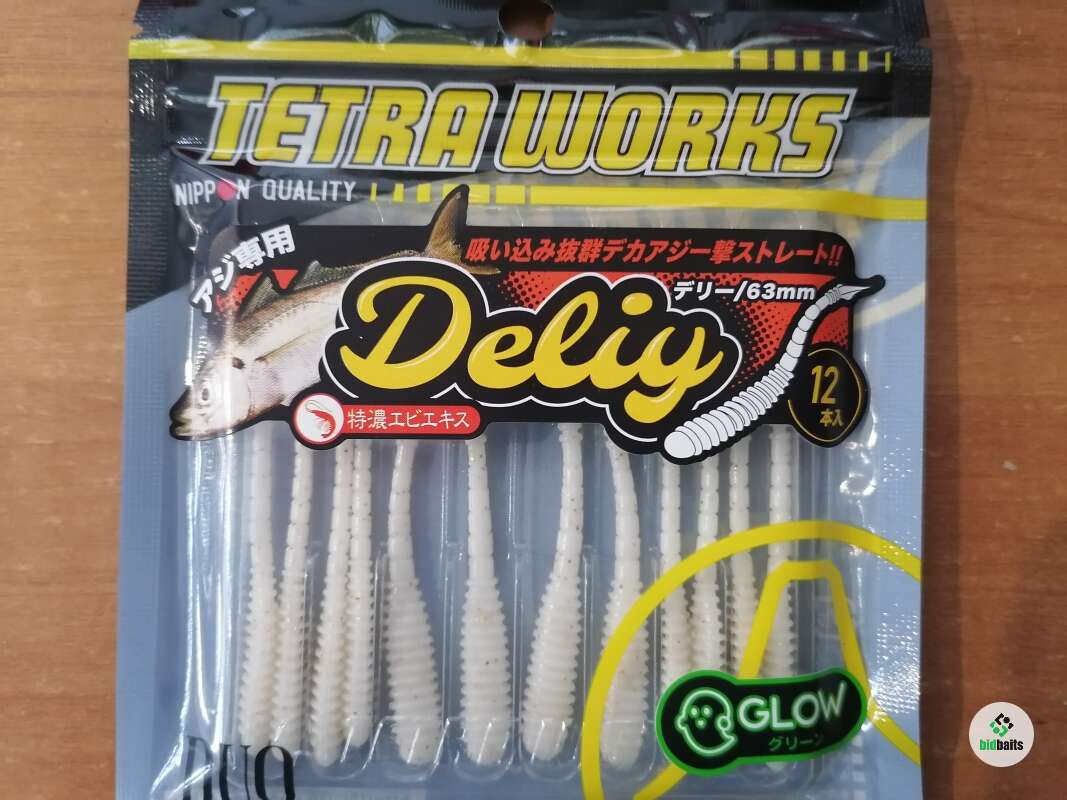 TETRA WORKS
NIPPON QUALITY
アジ専用
吸い込み抜群デカアジ一撃ストレート!!
デリー/63mm
Deliy
12
本入
特濃エビエキス
GLOW
グリーン
DUO
bidbaits